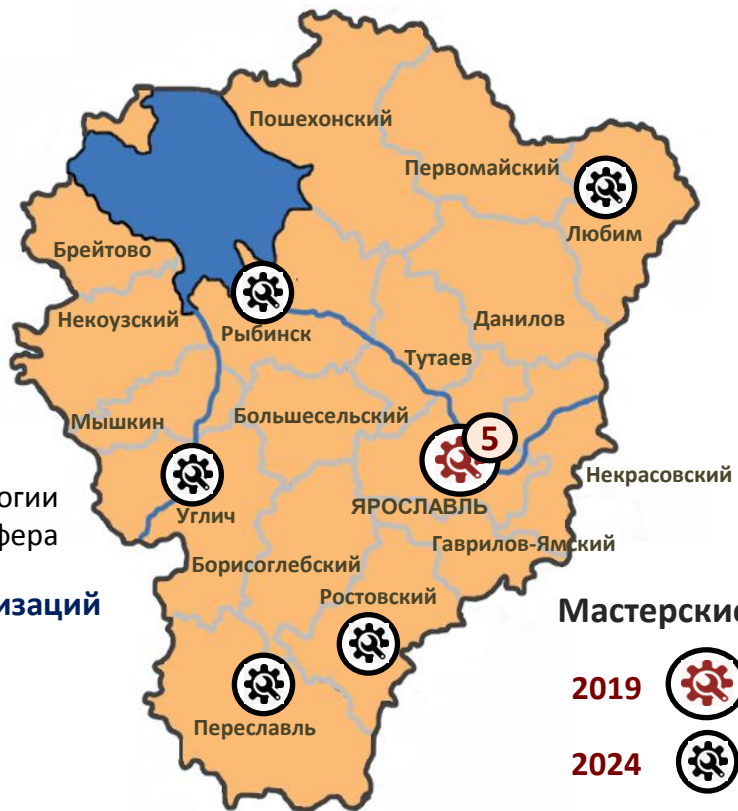 Пошехонский
Первомайский
Любим
Брейтово
Некоузский
Рыбинск
Данилов
Тутаев
Мышкин
Большесельский
5
Некрасовский
огии
Углич
ЯРОСЛАВЛЬ
фера
Гаврилов-Ямский
Борисоглебский
Ростовский
изаций
Мастерские
2019
Переславль
2024